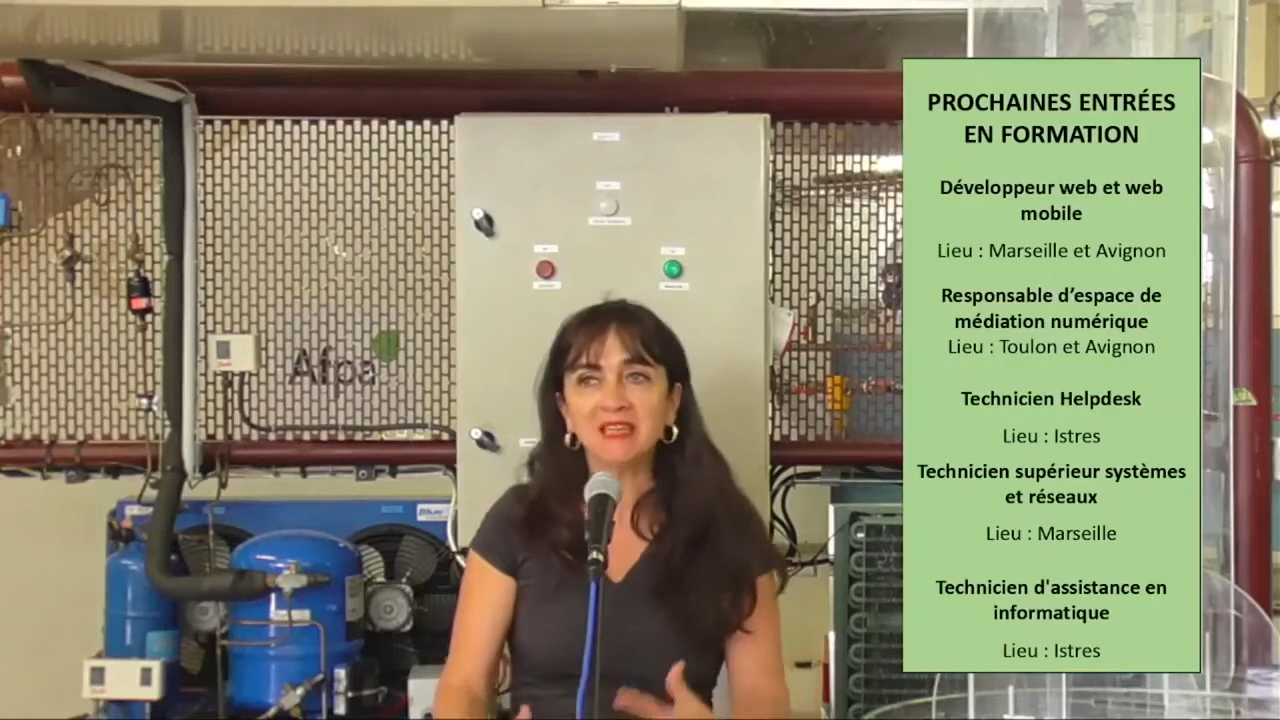 PROCHAINES ENTRÉES
EN FORMATION
Développeur web et web
mobile
Lieu : Marseille et Avignon
Responsable d’espace de
médiation numérique
Lieu : Toulon et Avignon
Technicien Helpdesk
Lieu : Istres
Technicien supérieur systèmes
et réseaux
Lieu : Marseille
Technicien d'assistance en
informatique
Lieu : Istres
Afpa